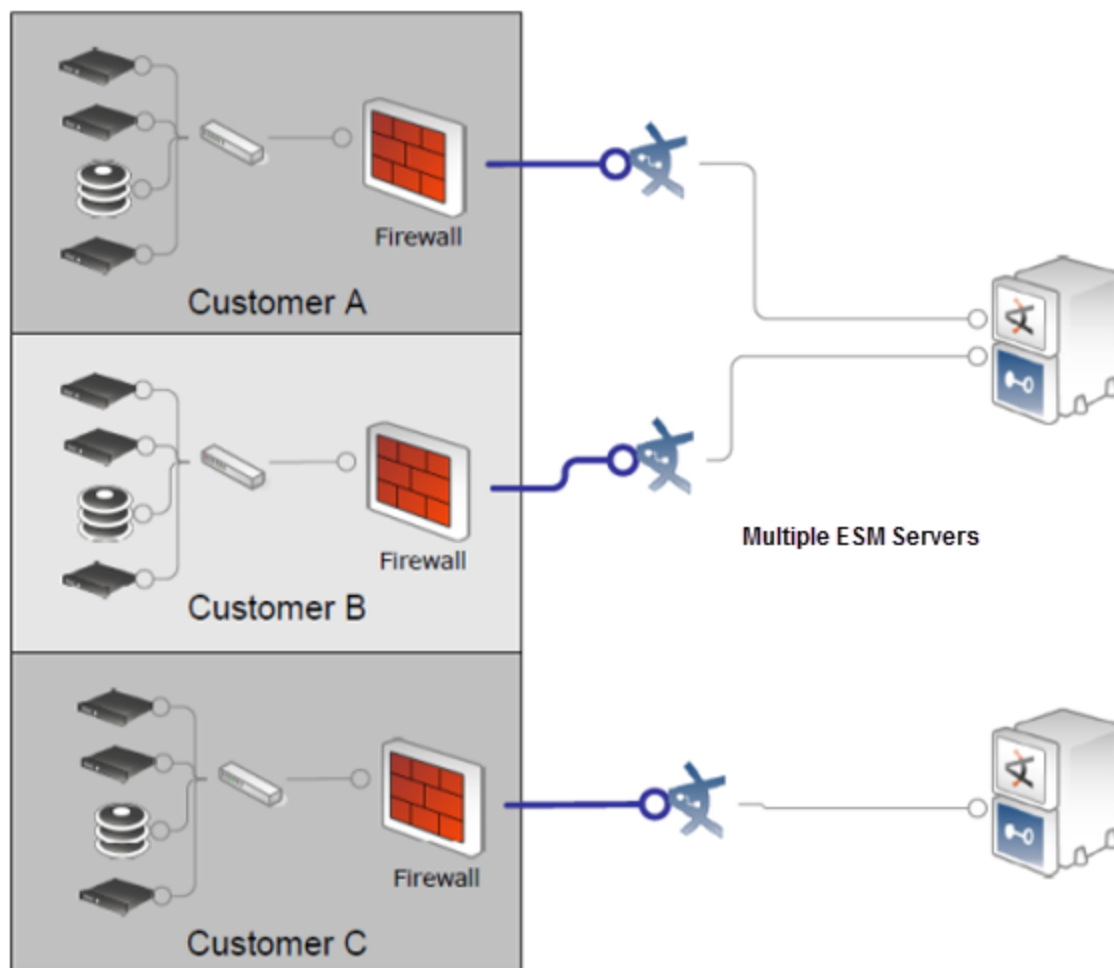 Firewall
Customer A
Firewall
Customer B
Multiple ESM Servers
Firewall
Customer C